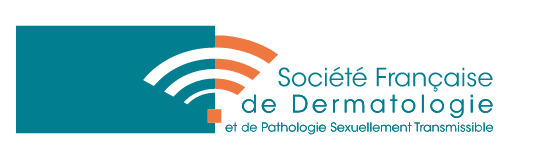 Société Française
de Dermatologie
et de Pathologie Sexuellement Transmissible